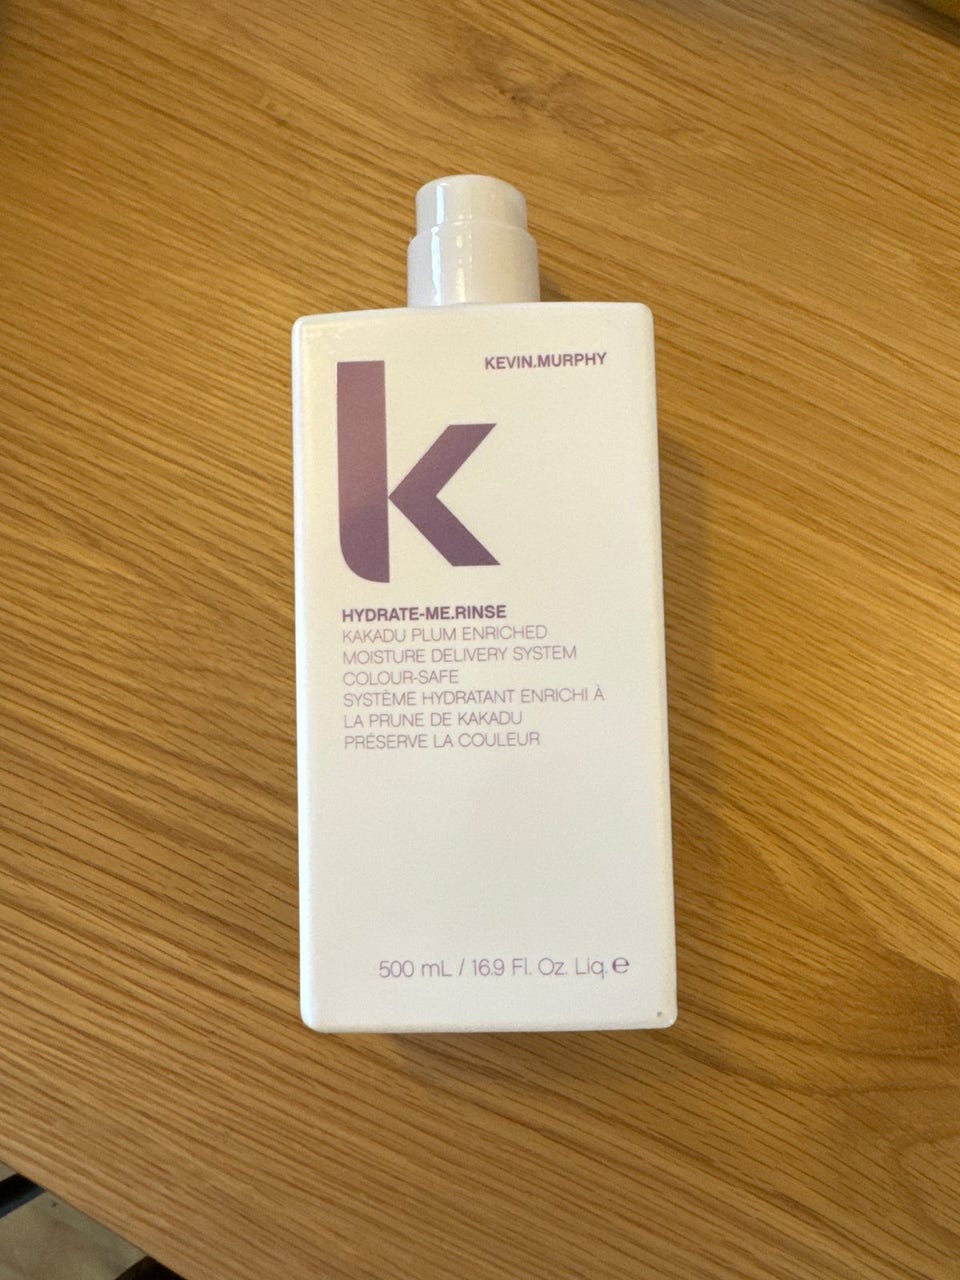 KEVIN.MURPHY
k
HYDRATE-ME.RINSE
KAKADU PLUM ENRICHED
MOISTURE DELIVERY SYSTEM
COLOUR-SAFE
SYSTÈME HYDRATANT ENRICHI À
LA PRUNE DE KAKADU
PRÉSERVE LA COULEUR
500 mL / 16.9 Fl. Oz. Liq. ℮